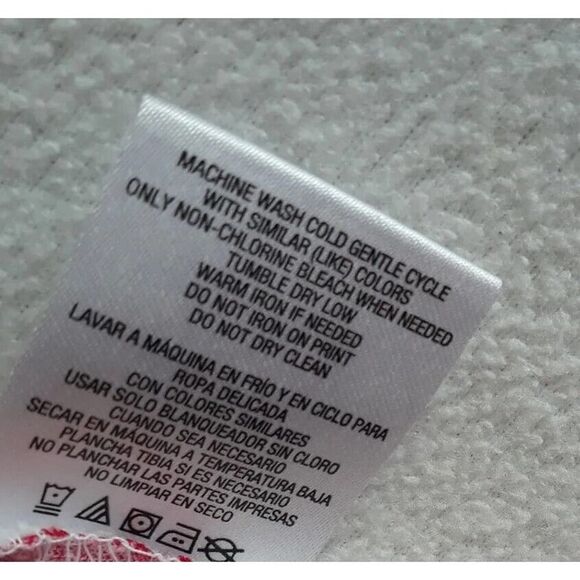 MACHINE WASH COLD GENTLE CYCLE
WITH SIMILAR (LIKE) COLORS
ONLY NON-CHLORINE BLEACH WHEN NEEDED
TUMBLE DRY LOW
WARM IRON IF NEEDED
DO NOT IRON ON PRINT
DO NOT DRY CLEAN
LAVAR A MÁQUINA EN FRÍO Y EN CICLO PARA
ROPA DELICADA
CON COLORES SIMILARES
USAR SOLO BLANQUEADOR SIN CLORO
CUANDO SEA NECESARIO
SECAR EN MÁQUINA A TEMPERATURA BAJA
PLANCHA TIBIA SI ES NECESARIO
NO PLANCHAR LAS PARTES IMPRESAS
NO LIMPIAR EN SECO